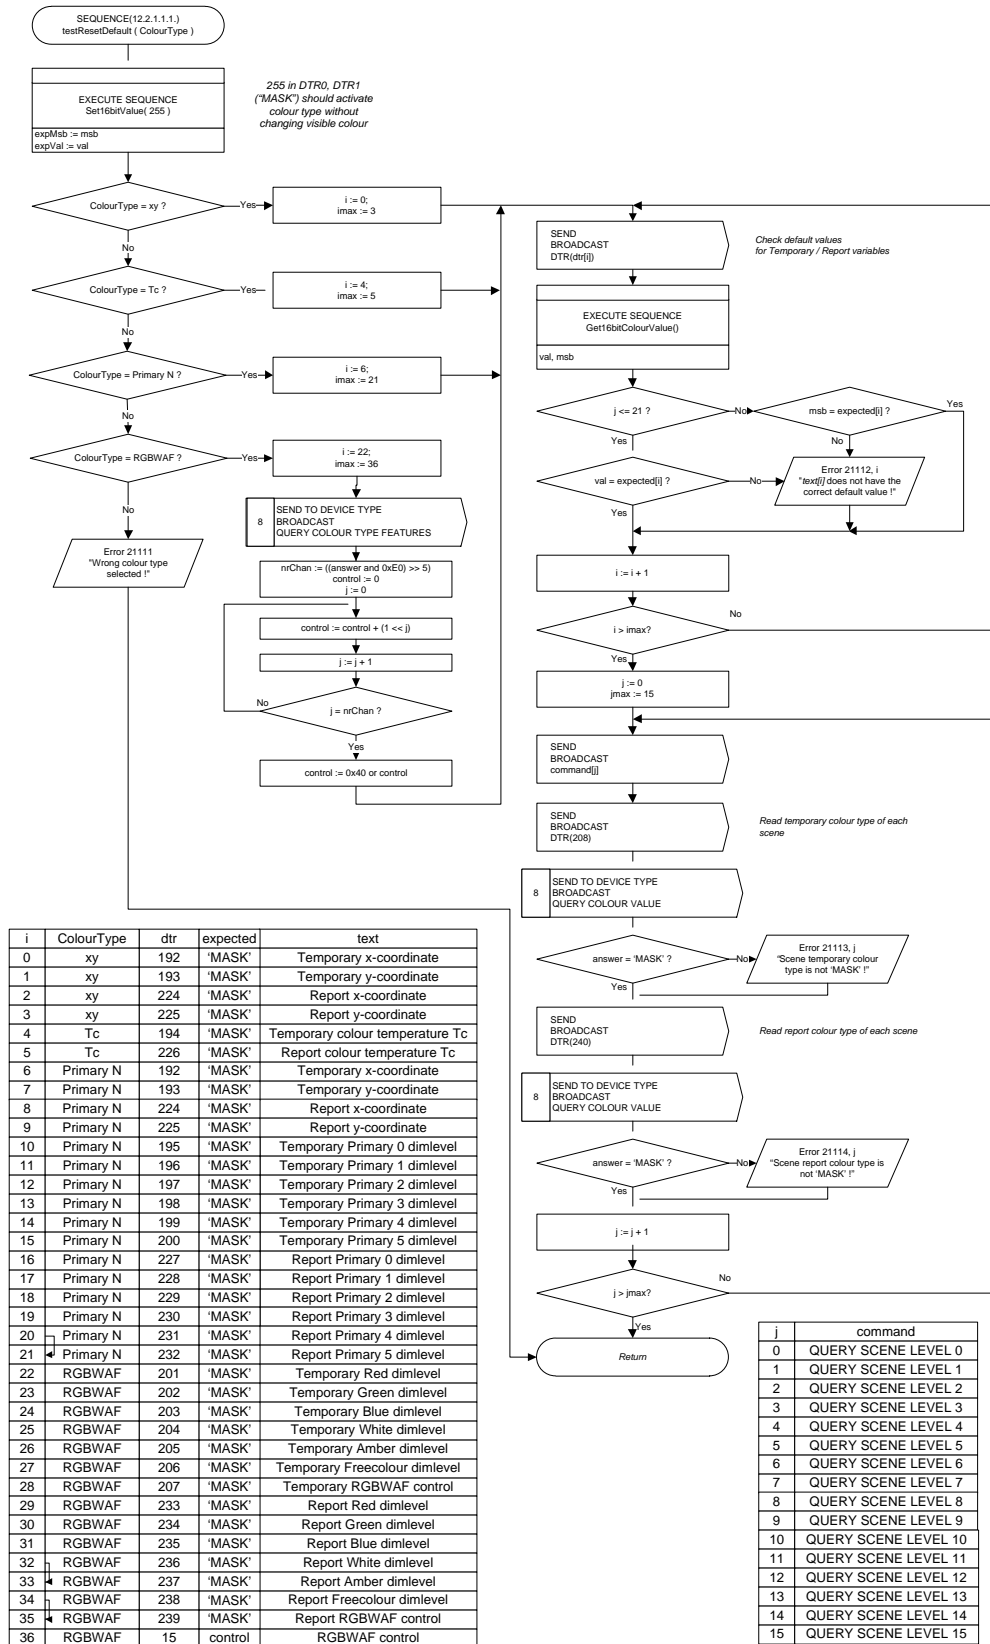 SEQUENCE(12.2.1.1.1.)
testResetDefault ( ColourType )
EXECUTE SEQUENCE
Set16bitValue( 255 )
expMsb := msb
expVal := val
255 in DTR0, DTR1
("MASK") should activate
colour type without
changing visible colour
ColourType = xy ?
Yes
i := 0;
imax := 3
No
ColourType = Tc ?
Yes
i := 4;
imax := 5
No
ColourType = Primary N ?
Yes
i := 6;
imax := 21
No
ColourType = RGBWAF ?
Yes
i := 22;
imax := 36
No
Error 21111
"Wrong colour type
selected !"
8
SEND TO DEVICE TYPE
BROADCAST
QUERY COLOUR TYPE FEATURES
nrChan := ((answer and 0xE0) >> 5)
control := 0
j := 0
control := control + (1 << j)
j := j + 1
No
j = nrChan ?
Yes
control := 0x40 or control
SEND
BROADCAST
DTR(dtr[i])
Check default values
for Temporary / Report variables
EXECUTE SEQUENCE
Get16bitColourValue()
val, msb
j <= 21 ?
No
msb = expected[i] ?
Yes
Yes
No
val = expected[i] ?
No
Error 21112, i
"text[i] does not have the
correct default value !"
Yes
i := i + 1
i > imax?
No
Yes
j := 0
jmax := 15
SEND
BROADCAST
command[j]
SEND
BROADCAST
DTR(208)
Read temporary colour type of each
scene
8
SEND TO DEVICE TYPE
BROADCAST
QUERY COLOUR VALUE
answer = 'MASK' ?
No
Error 21113, j
"Scene temporary colour
type is not 'MASK' !"
Yes
SEND
BROADCAST
DTR(240)
Read report colour type of each scene
8
SEND TO DEVICE TYPE
BROADCAST
QUERY COLOUR VALUE
answer = 'MASK' ?
No
Error 21114, j
"Scene report colour type is
not 'MASK' !"
Yes
j := j + 1
j > jmax?
No
Yes
Return
i ColourType dtr expected text
0 xy 192 'MASK' Temporary x-coordinate
1 xy 193 'MASK' Temporary y-coordinate
2 xy 224 'MASK' Report x-coordinate
3 xy 225 'MASK' Report y-coordinate
4 Tc 194 'MASK' Temporary colour temperature Tc
5 Tc 226 'MASK' Report colour temperature Tc
6 Primary N 192 'MASK' Temporary x-coordinate
7 Primary N 193 'MASK' Temporary y-coordinate
8 Primary N 224 'MASK' Report x-coordinate
9 Primary N 225 'MASK' Report y-coordinate
10 Primary N 195 'MASK' Temporary Primary 0 dimlevel
11 Primary N 196 'MASK' Temporary Primary 1 dimlevel
12 Primary N 197 'MASK' Temporary Primary 2 dimlevel
13 Primary N 198 'MASK' Temporary Primary 3 dimlevel
14 Primary N 199 'MASK' Temporary Primary 4 dimlevel
15 Primary N 200 'MASK' Temporary Primary 5 dimlevel
16 Primary N 227 'MASK' Report Primary 0 dimlevel
17 Primary N 228 'MASK' Report Primary 1 dimlevel
18 Primary N 229 'MASK' Report Primary 2 dimlevel
19 Primary N 230 'MASK' Report Primary 3 dimlevel
20 Primary N 231 'MASK' Report Primary 4 dimlevel
21 Primary N 232 'MASK' Report Primary 5 dimlevel
22 RGBWAF 201 'MASK' Temporary Red dimlevel
23 RGBWAF 202 'MASK' Temporary Green dimlevel
24 RGBWAF 203 'MASK' Temporary Blue dimlevel
25 RGBWAF 204 'MASK' Temporary White dimlevel
26 RGBWAF 205 'MASK' Temporary Amber dimlevel
27 RGBWAF 206 'MASK' Temporary Freecolour dimlevel
28 RGBWAF 207 'MASK' Temporary RGBWAF control
29 RGBWAF 233 'MASK' Report Red dimlevel
30 RGBWAF 234 'MASK' Report Green dimlevel
31 RGBWAF 235 'MASK' Report Blue dimlevel
32 RGBWAF 236 'MASK' Report White dimlevel
33 RGBWAF 237 'MASK' Report Amber dimlevel
34 RGBWAF 238 'MASK' Report Freecolour dimlevel
35 RGBWAF 239 'MASK' Report RGBWAF control
36 RGBWAF 15 control RGBWAF control
j command
0 QUERY SCENE LEVEL 0
1 QUERY SCENE LEVEL 1
2 QUERY SCENE LEVEL 2
3 QUERY SCENE LEVEL 3
4 QUERY SCENE LEVEL 4
5 QUERY SCENE LEVEL 5
6 QUERY SCENE LEVEL 6
7 QUERY SCENE LEVEL 7
8 QUERY SCENE LEVEL 8
9 QUERY SCENE LEVEL 9
10 QUERY SCENE LEVEL 10
11 QUERY SCENE LEVEL 11
12 QUERY SCENE LEVEL 12
13 QUERY SCENE LEVEL 13
14 QUERY SCENE LEVEL 14
15 QUERY SCENE LEVEL 15